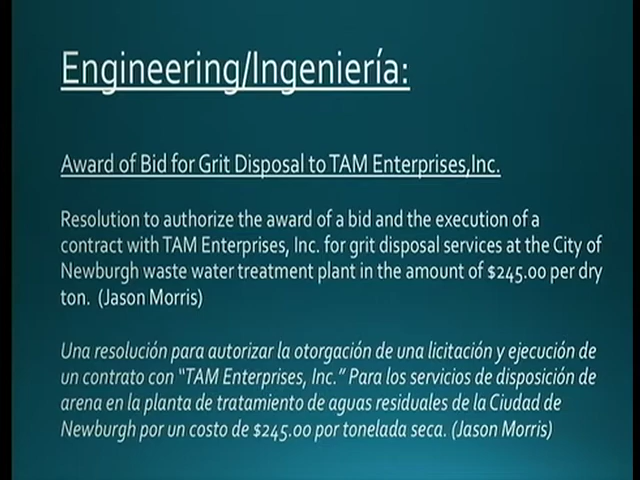 Engineering/Ingeniería:
Award of Bid for Grit Disposal to TAM Enterprises,Inc.
Resolution to authorize the award of a bid and the execution of a
contract with TAM Enterprises, Inc. for grit disposal services at the City of
Newburgh waste water treatment plant in the amount of $245.00 per dry
ton. (Jason Morris)
Una resolución para autorizar la otorgación de una licitación y ejecución de
un contrato con "TAM Enterprises, Inc." Para los servicios de disposición de
arena en la planta de tratamiento de aguas residuales de la Ciudad de
Newburgh por un costo de $245.00 por tonelada seca. (Jason Morris)